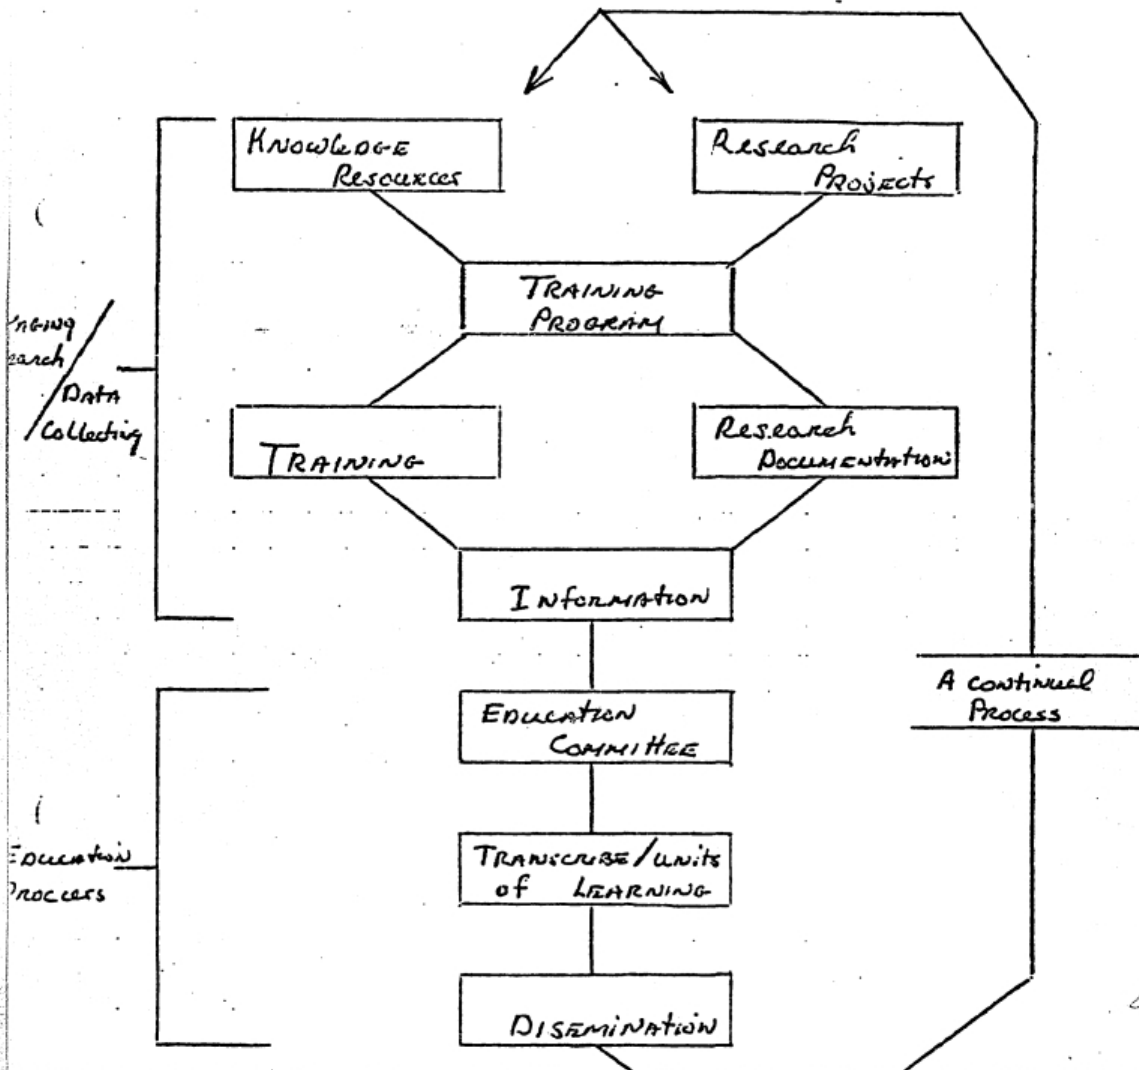 KNOWLEDGE
RESOURCES
Research
PROJECTS
TRAINING
PROGRAM
DATA
Collecting
TRAINING
Research
DOCUMENTATION
INFORMATION
A continual
Process
EDUCATION
COMMITTEE
TRANSCRIBE/units
of LEARNING
EDUCATION
PROCCESS
DISEMINATION